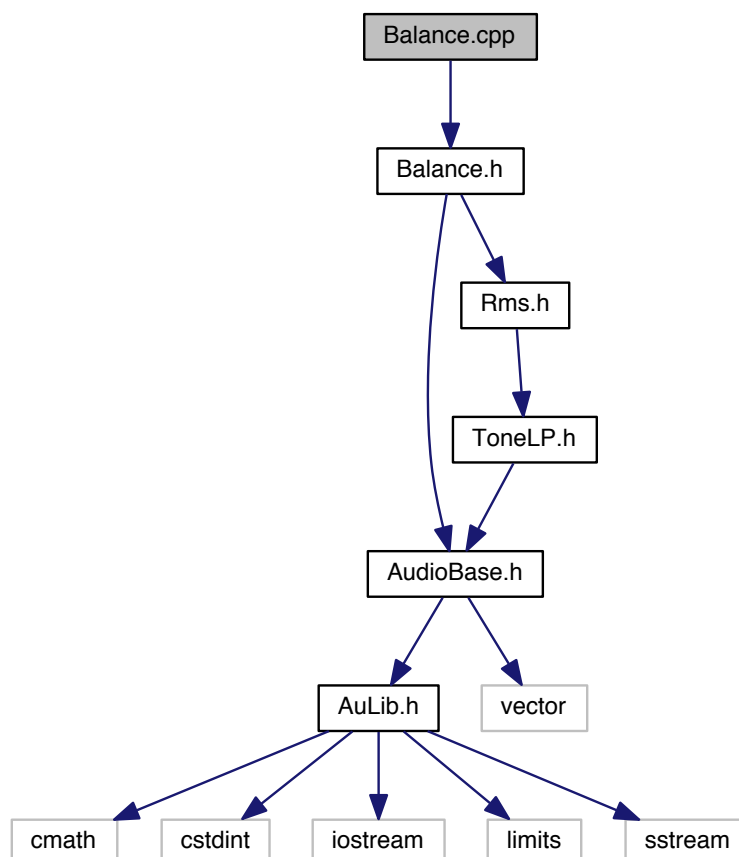 Balance.cpp
Balance.h
Rms.h
ToneLP.h
AudioBase.h
AuLib.h
vector
cmath
cstdint
iostream
limits
sstream